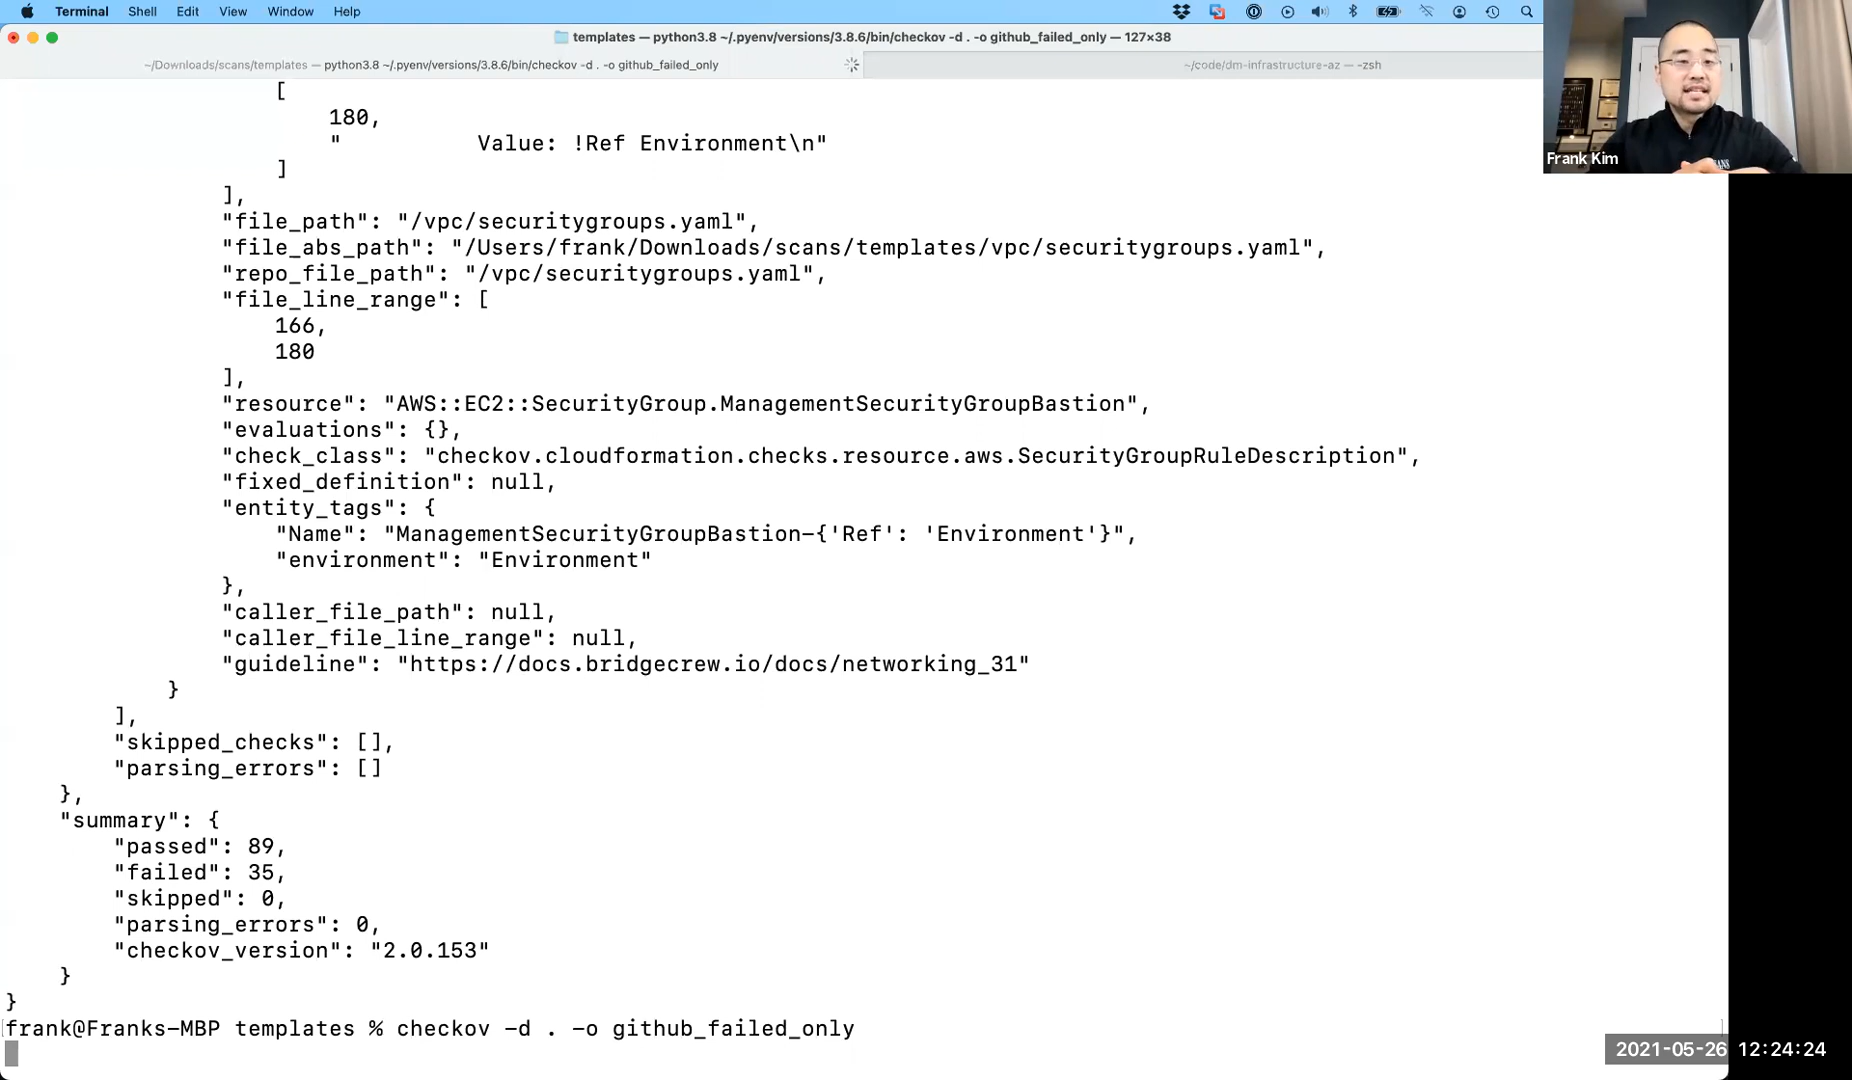 Terminal Shell Edit View Window Help
templates — python3.8 ~/.pyenv/versions/3.8.6/bin/checkov -d . -o github_failed_only — 127×38
~/Downloads/scans/templates — python3.8 ~/.pyenv/versions/3.8.6/bin/checkov -d . -o github_failed_only
~/code/dm-infrastructure-az — -zsh
[
180,
" Value: !Ref Environment\n"
]
],
"file_path": "/vpc/securitygroups.yaml",
"file_abs_path": "/Users/frank/Downloads/scans/templates/vpc/securitygroups.yaml",
"repo_file_path": "/vpc/securitygroups.yaml",
"file_line_range": [
166,
180
],
"resource": "AWS::EC2::SecurityGroup.ManagementSecurityGroupBastion",
"evaluations": {},
"check_class": "checkov.cloudformation.checks.resource.aws.SecurityGroupRuleDescription",
"fixed_definition": null,
"entity_tags": {
"Name": "ManagementSecurityGroupBastion-{'Ref': 'Environment'}",
"environment": "Environment"
},
"caller_file_path": null,
"caller_file_line_range": null,
"guideline": "https://docs.bridgecrew.io/docs/networking_31"
}
],
"skipped_checks": [],
"parsing_errors": []
},
"summary": {
"passed": 89,
"failed": 35,
"skipped": 0,
"parsing_errors": 0,
"checkov_version": "2.0.153"
}
}
frank@Franks-MBP templates % checkov -d . -o github_failed_only
Frank Kim
2021-05-26 12:24:24